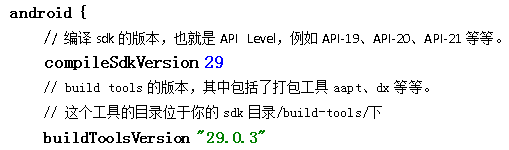 android {
// 编译 sdk 的版本，也就是 API Level，例如 API-19、API-20、API-21 等等。
compileSdkVersion 29
// build tools 的版本，其中包括了打包工具 aapt、dx 等等。
// 这个工具的目录位于你的 sdk 目录/build-tools/下
buildToolsVersion "29.0.3"